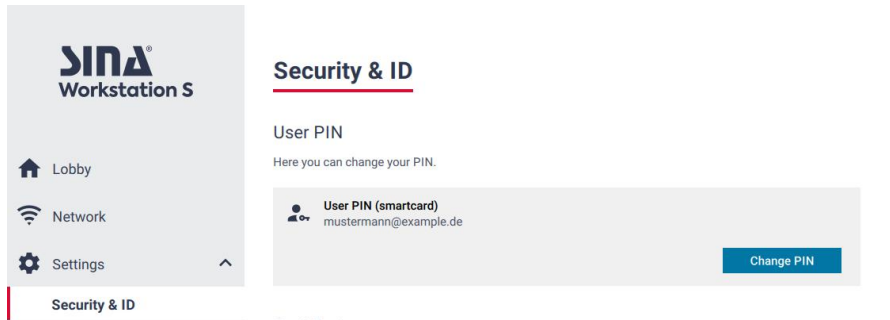 SINA®
Workstation S
Lobby
Network
Settings
Security & ID
Security & ID
User PIN
Here you can change your PIN.
User PIN (smartcard)
mustermann@example.de
Change PIN